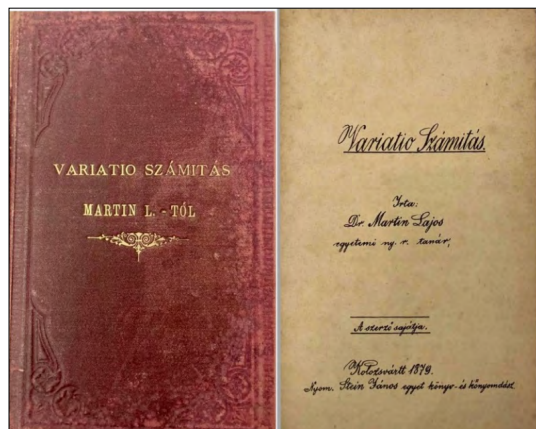 VARIATIO SZÁMITÁS
MARTIN L. - TÓL
Variatio Számitás.
Irta:
Dr. Martin Lajos
egyetemi ny. r. tanár,
A szerző sajátja.
Kolozsvártt 1879.
Nyom. Stein János egyet könyv- és kőnyomdász